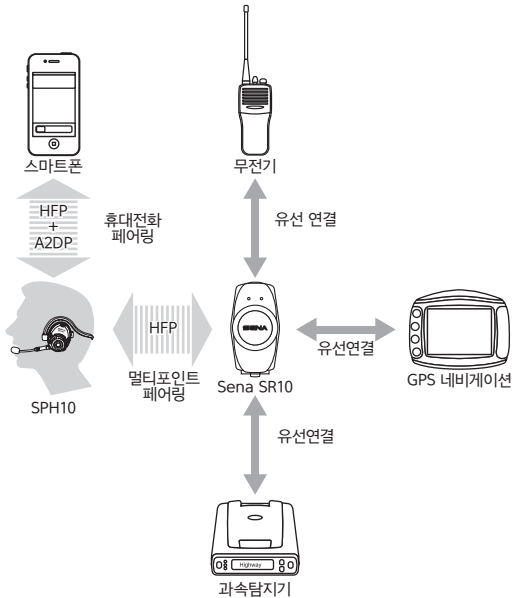 스마트폰
무전기
HFP
+
A2DP
휴대전화
페어링
유선 연결
HFP
SENA
유선연결
멀티포인트
페어링
SPH10
Sena SR10
GPS 네비게이션
유선연결
Highway
과속탐지기